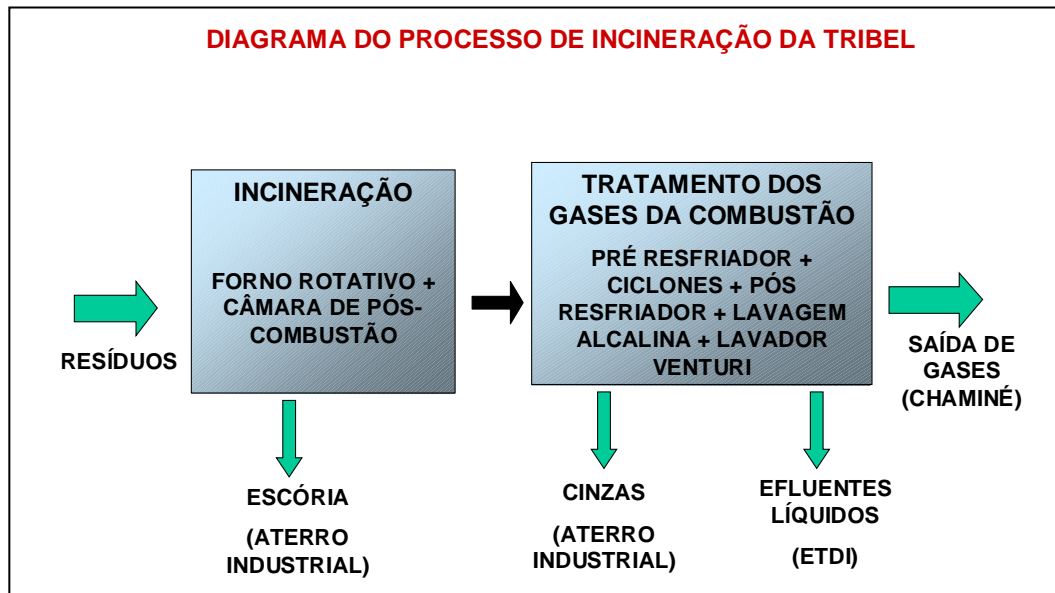 DIAGRAMA DO PROCESSO DE INCINERAÇÃO DA TRIBEL
INCINERAÇÃO
FORNO ROTATIVO +
CÂMARA DE PÓS-
COMBUSTÃO
TRATAMENTO DOS
GASES DA COMBUSTÃO
PRÉ RESFRIADOR +
CICLONES + PÓS
RESFRIADOR + LAVAGEM
ALCALINA + LAVADOR
VENTURI
RESÍDUOS
SAÍDA DE
GASES
(CHAMINÉ)
ESCÓRIA
(ATERRO
INDUSTRIAL)
CINZAS
(ATERRO
INDUSTRIAL)
EFLUENTES
LÍQUIDOS
(ETDI)